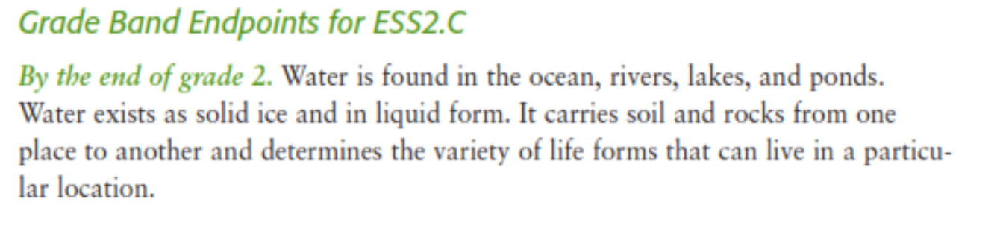 Grade Band Endpoints for ESS2.C
By the end of grade 2. Water is found in the ocean, rivers, lakes, and ponds.
Water exists as solid ice and in liquid form. It carries soil and rocks from one
place to another and determines the variety of life forms that can live in a particu-
lar location.